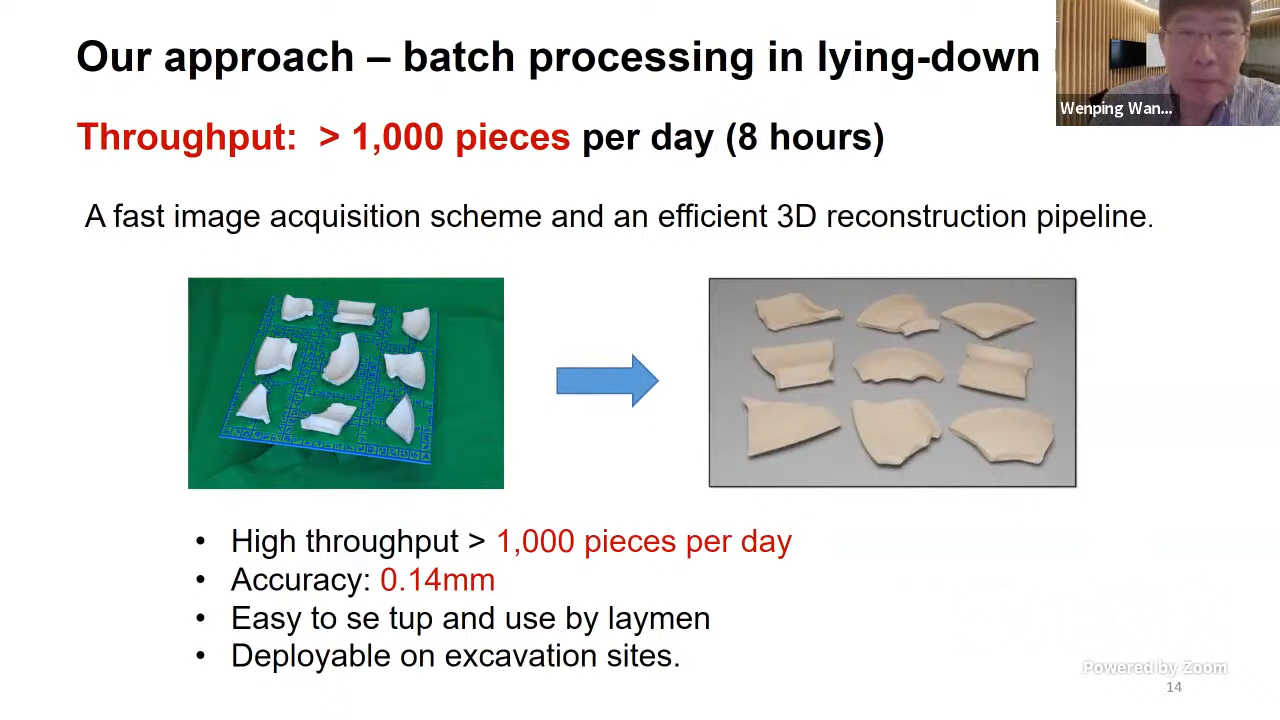 Our approach – batch processing in lying-down
Wenping Wan...
Throughput: > 1,000 pieces per day (8 hours)
A fast image acquisition scheme and an efficient 3D reconstruction pipeline.
• High throughput > 1,000 pieces per day
• Accuracy: 0.14mm
• Easy to se tup and use by laymen
• Deployable on excavation sites.
Powered by Zoom
14